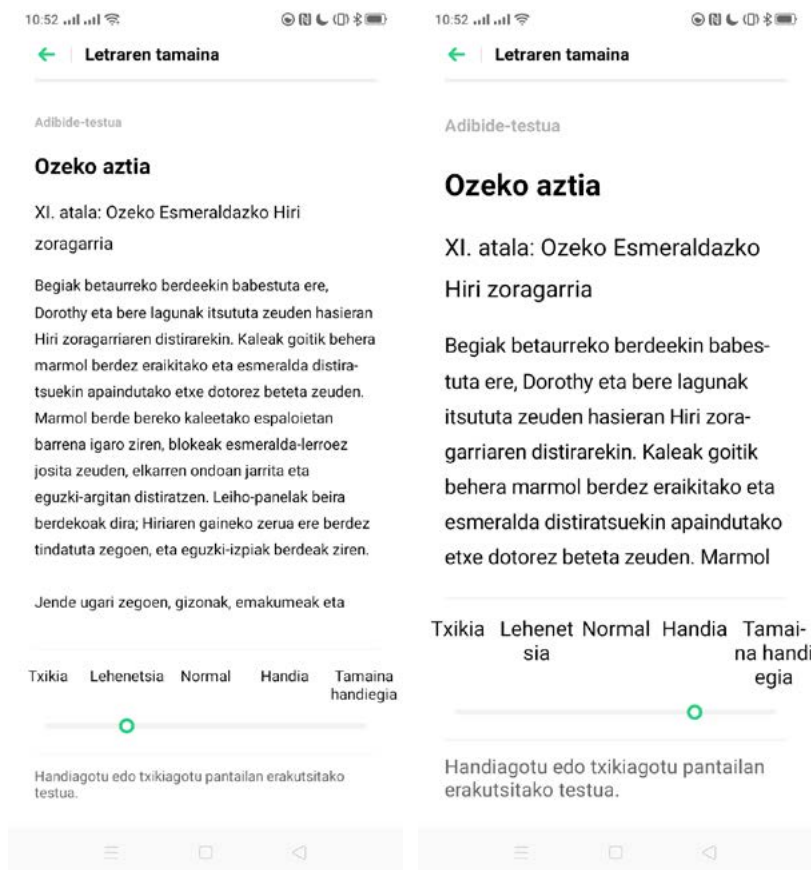 10:52
Letraren tamaina
Adibide-testua
Ozeko aztia
XI. atala: Ozeko Esmeraldazko Hiri
zoragarria
Begiak betaurreko berdeekin babestuta ere,
Dorothy eta bere lagunak itsututa zeuden hasieran
Hiri zoragarriaren distirarekin. Kaleak goitik behera
marmol berdez eraikitako eta esmeralda distira-
tsuekin apaindutako etxe dotorez beteta zeuden.
Marmol berde bereko kaleetako espaloietan
barrena igaro ziren, blokeak esmeralda-lerroez
josita zeuden, elkarren ondoan jarrita eta
eguzki-argitan distiratzen. Leiho-panelak beira
berdekoak dira; Hiriaren gaineko zerua ere berdez
tindatuta zegoen, eta eguzki-izpiak berdeak ziren.
Jende ugari zegoen, gizonak, emakumeak eta
Txikia Lehenetsia Normal Handia Tamaina
handiegia
Handiagotu edo txikiagotu pantailan erakutsitako
testua.
10:52
Letraren tamaina
Adibide-testua
Ozeko aztia
XI. atala: Ozeko Esmeraldazko
Hiri zoragarria
Begiak betaurreko berdeekin babes-
tuta ere, Dorothy eta bere lagunak
itsututa zeuden hasieran Hiri zora-
garriaren distirarekin. Kaleak goitik
behera marmol berdez eraikitako eta
esmeralda distiratsuekin apaindutako
etxe dotorez beteta zeuden. Marmol
Txikia Lehenet Normal Handia Tamai-
sia na handi
egia
Handiagotu edo txikiagotu pantailan
erakutsitako testua.